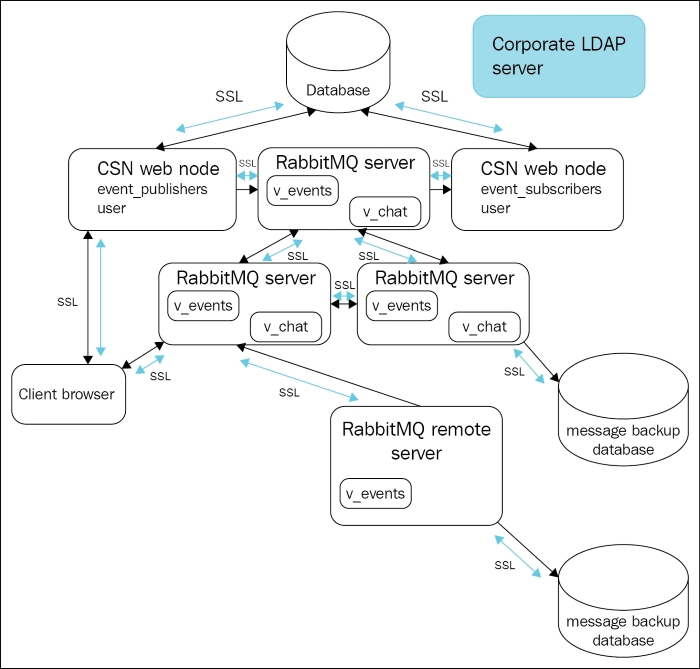 Corporate LDAP
server
Database
SSL
SSL
CSN web node
event_publishers
user
SSL
RabbitMQ server
v_events
v_chat
SSL
CSN web node
event_subscribers
user
SSL
SSL
SSL
RabbitMQ server
v_events
v_chat
SSL
RabbitMQ server
v_events
v_chat
Client browser
SSL
SSL
SSL
message backup
database
RabbitMQ remote
server
v_events
SSL
message backup
database